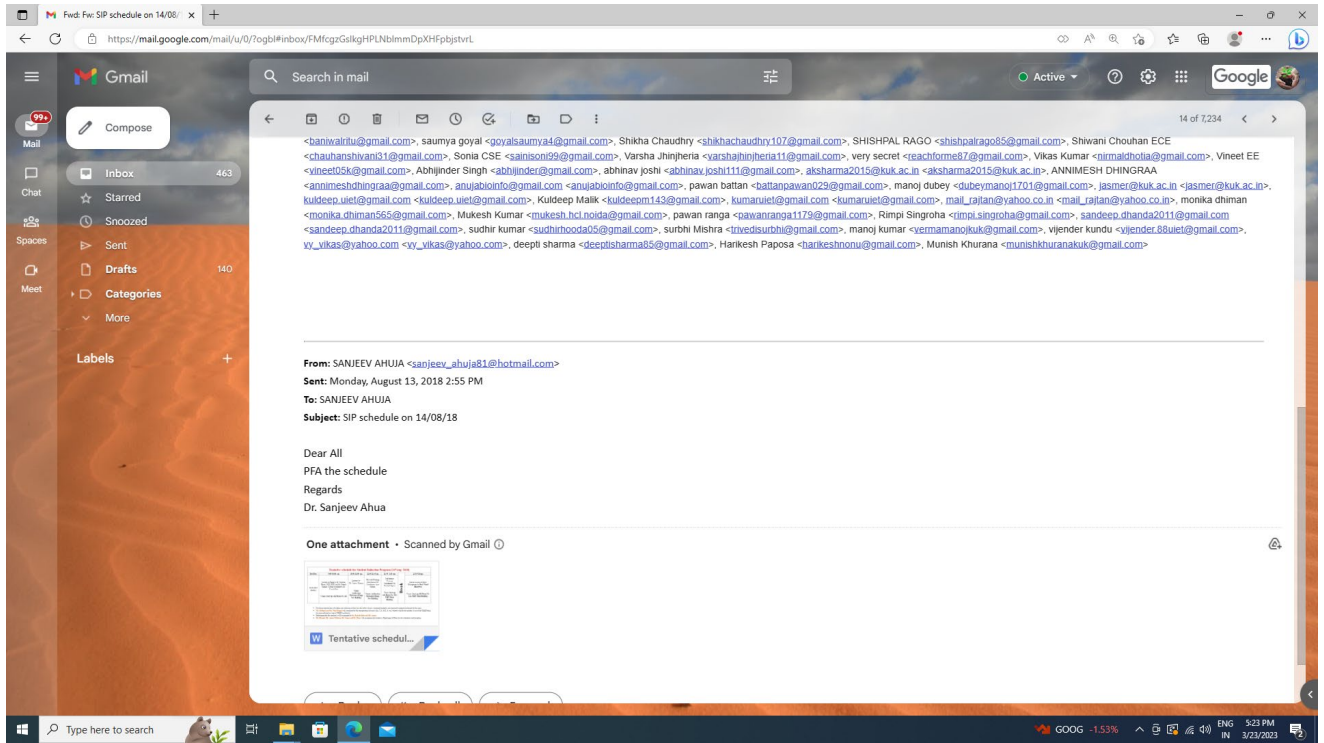 Fwd: Fw: SIP schedule on 14/08/
https://mail.google.com/mail/u/0/?ogbl#inbox/FMfcgzGslkgHPLNblmmDpXHFpbjstvrL
Gmail
Search in mail
Active
Google
99+
Mail
Chat
Spaces
Meet
Compose
Inbox 463
Starred
Snoozed
Sent
Drafts 140
Categories
More
Labels
14 of 7,234
<baniwalritu@gmail.com>, saumya goyal <goyalsaumya4@gmail.com>, Shikha Chaudhry <shikhachaudhry107@gmail.com>, SHISHPAL RAGO <shishpalrago85@gmail.com>, Shiwani Chouhan ECE
<chauhanshivani31@gmail.com>, Sonia CSE <sainisoni99@gmail.com>, Varsha Jhinjheria <varshajhinjheria11@gmail.com>, very secret <reachforme87@gmail.com>, Vikas Kumar <nirmaldhotia@gmail.com>, Vineet EE
<vineet05k@gmail.com>, Abhijinder Singh <abhijinder@gmail.com>, abhinav joshi <abhinav.joshi111@gmail.com>, aksharma2015@kuk.ac.in <aksharma2015@kuk.ac.in>, ANNIMESH DHINGRAA
<annimeshdhingraa@gmail.com>, anujabioinfo@gmail.com <anujabioinfo@gmail.com>, pawan battan <battanpawan029@gmail.com>, manoj dubey <dubeymanoj1701@gmail.com>, jasmer@kuk.ac.in <jasmer@kuk.ac.in>,
kuldeep.uiet@gmail.com <kuldeep.uiet@gmail.com>, Kuldeep Malik <kuldeepm143@gmail.com>, kumaruiet@gmail.com <kumaruiet@gmail.com>, mail_rajtan@yahoo.co.in <mail_rajtan@yahoo.co.in>, monika dhiman
<monika.dhiman565@gmail.com>, Mukesh Kumar <mukesh.hcl.noida@gmail.com>, pawan ranga <pawanranga1179@gmail.com>, Rimpi Singroha <rimpi.singroha@gmail.com>, sandeep.dhanda2011@gmail.com
<sandeep.dhanda2011@gmail.com>, sudhir kumar <sudhirhooda05@gmail.com>, surbhi Mishra <trivedisurbhi@gmail.com>, manoj kumar <vermamanojkuk@gmail.com>, vijender kundu <vijender.88uiet@gmail.com>,
vy_vikas@yahoo.com <vy_vikas@yahoo.com>, deepti sharma <deeptisharma85@gmail.com>, Harikesh Paposa <harikeshnonu@gmail.com>, Munish Khurana <munishkhuranakuk@gmail.com>
From: SANJEEV AHUJA <sanjeev_ahuja81@hotmail.com>
Sent: Monday, August 13, 2018 2:55 PM
To: SANJEEV AHUJA
Subject: SIP schedule on 14/08/18
Dear All
PFA the schedule
Regards
Dr. Sanjeev Ahua
One attachment • Scanned by Gmail
W Tentative schedul...
Type here to search
GOOG -1.53%
ENG 5:23 PM
IN 3/23/2023